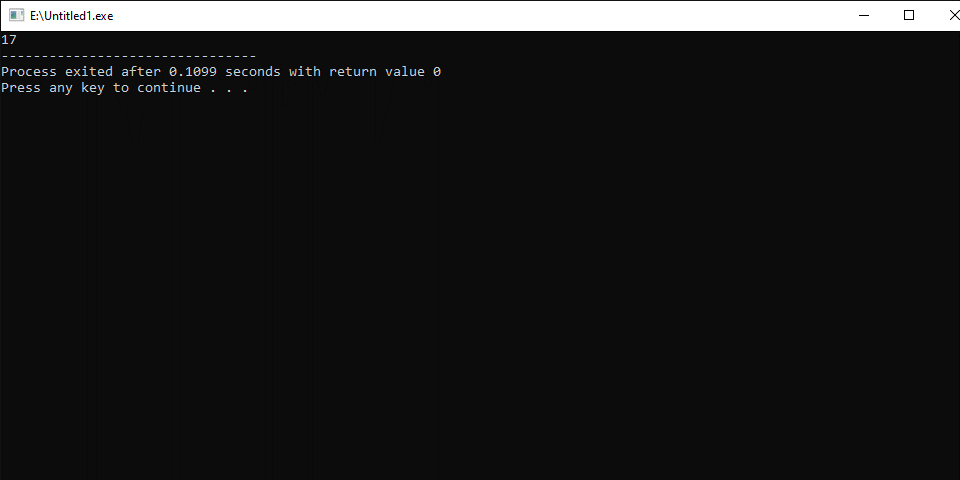 E:\Untitled1.exe
17
--------------------------------
Process exited after 0.1099 seconds with return value 0
Press any key to continue . . .